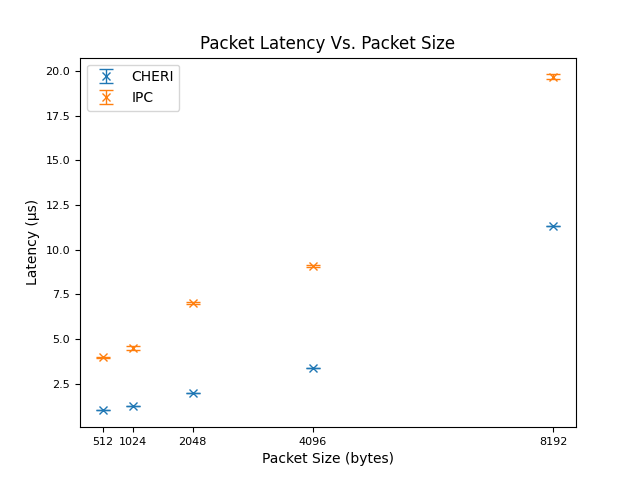 Packet Latency Vs. Packet Size
CHERI
IPC
Latency (µs)
20.0
17.5
15.0
12.5
10.0
7.5
5.0
2.5
512 1024 2048 4096 8192
Packet Size (bytes)